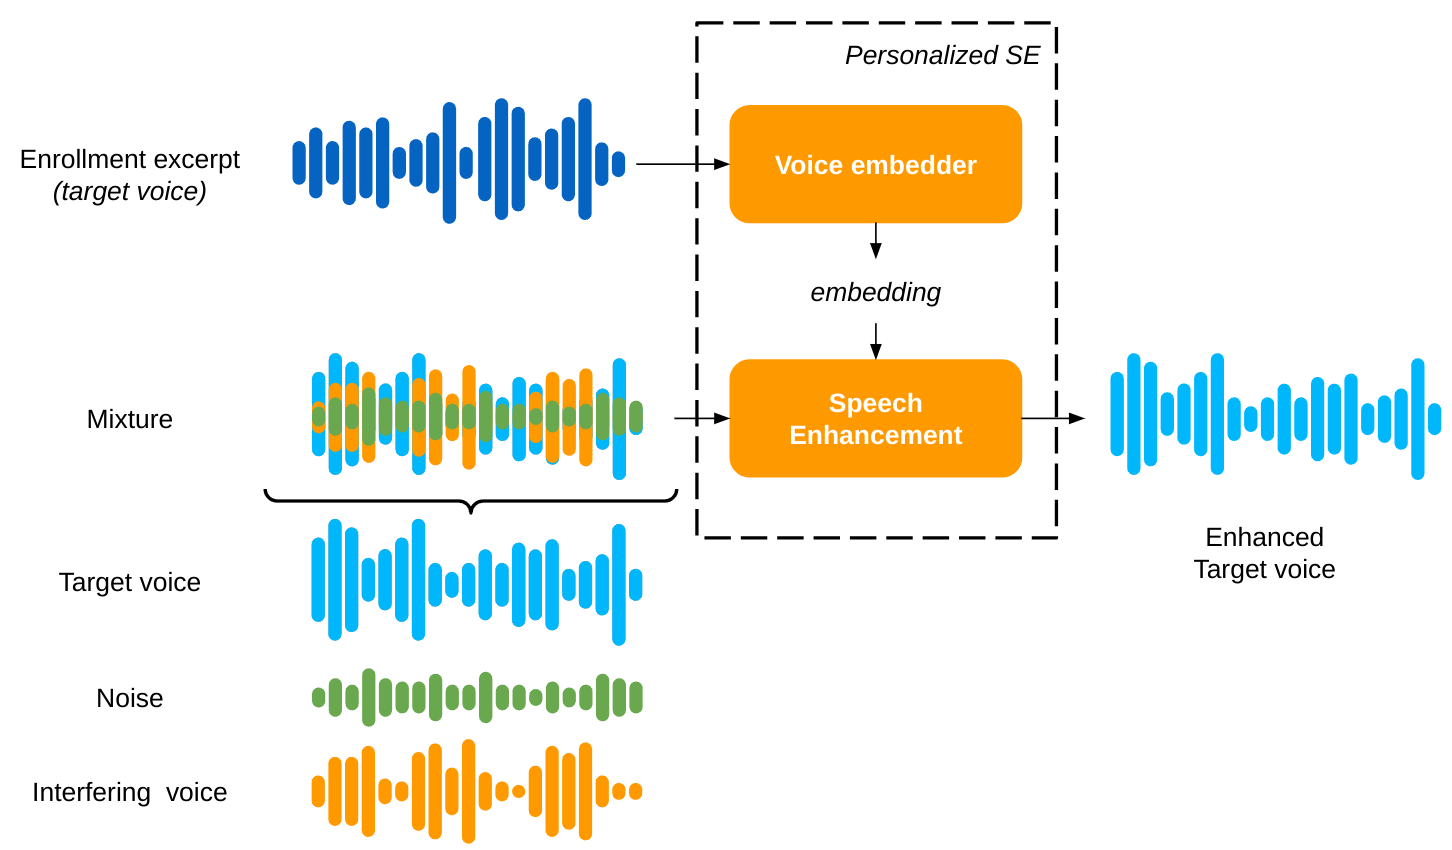 Personalized SE
Enrollment excerpt
(target voice)
Voice embedder
embedding
Mixture
Speech
Enhancement
Enhanced
Target voice
Target voice
Noise
Interfering voice